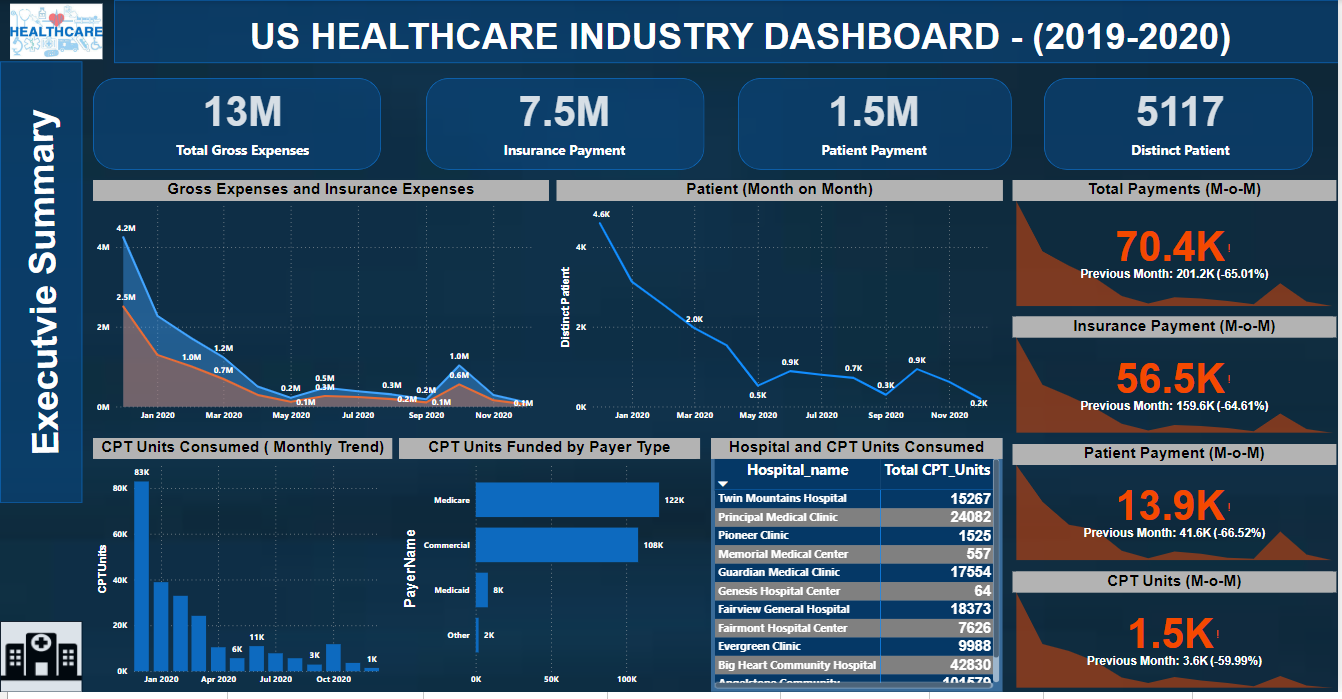 HEALTHCARE
US HEALTHCARE INDUSTRY DASHBOARD - (2019-2020)
Executvie Summary
13M
Total Gross Expenses
7.5M
Insurance Payment
1.5M
Patient Payment
5117
Distinct Patient
Gross Expenses and Insurance Expenses
4.2M
4M
2.5M
2M
1.2M
1.0M
1.0M
0.7M
0.6M
0.5M
0.3M
0.3M
0.2M
0.2M
0.2M
0.1M
0.1M
0.1M
0M
Jan 2020 Mar 2020 May 2020 Jul 2020 Sep 2020 Nov 2020
Patient (Month on Month)
Distinct Patient
4.6K
4K
2.0K
2K
0.9K
0.9K
0.7K
0.5K
0.3K
0.2K
0K
Jan 2020 Mar 2020 May 2020 Jul 2020 Sep 2020 Nov 2020
Total Payments (M-o-M)
70.4K!
Previous Month: 201.2K (-65.01%)
Insurance Payment (M-o-M)
56.5K!
Previous Month: 159.6K (-64.61%)
Patient Payment (M-o-M)
13.9K!
Previous Month: 41.6K (-66.52%)
CPT Units (M-o-M)
1.5K!
Previous Month: 3.6K (-59.99%)
CPT Units Consumed ( Monthly Trend)
CPTUnits
83K
80K
60K
40K
20K
11K
6K
3K
1K
0K
Jan 2020 Apr 2020 Jul 2020 Oct 2020
CPT Units Funded by Payer Type
PayerName
Medicare 122K
Commercial 108K
Medicaid 8K
Other 2K
0K 50K 100K
Hospital and CPT Units Consumed
Hospital_name Total CPT_Units
Twin Mountains Hospital 15267
Principal Medical Clinic 24082
Pioneer Clinic 1525
Memorial Medical Center 557
Guardian Medical Clinic 17554
Genesis Hospital Center 64
Fairview General Hospital 18373
Fairmont Hospital Center 7626
Evergreen Clinic 9988
Big Heart Community Hospital 42830
Angelstone Community 101579